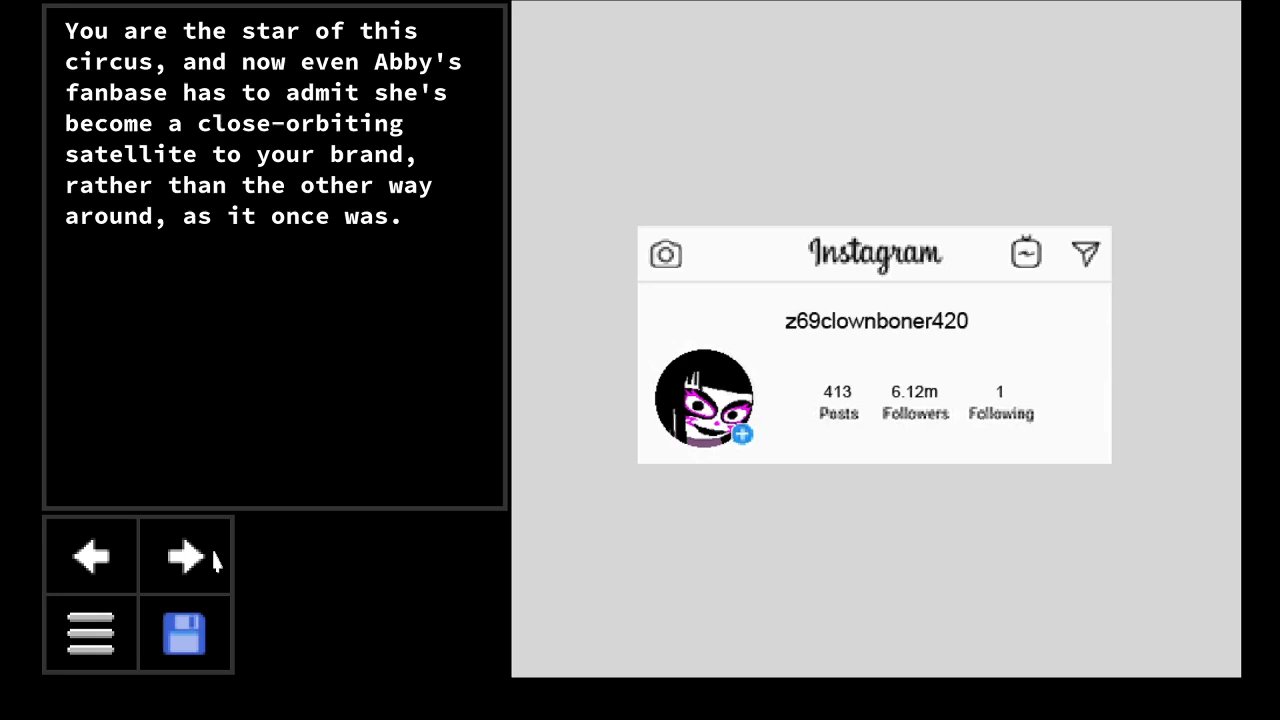 You are the star of this
circus, and now even Abby's
fanbase has to admit she's
become a close-orbiting
satellite to your brand,
rather than the other way
around, as it once was.
Instagram
z69clownboner420
413 6.12m 1
Posts Followers Following